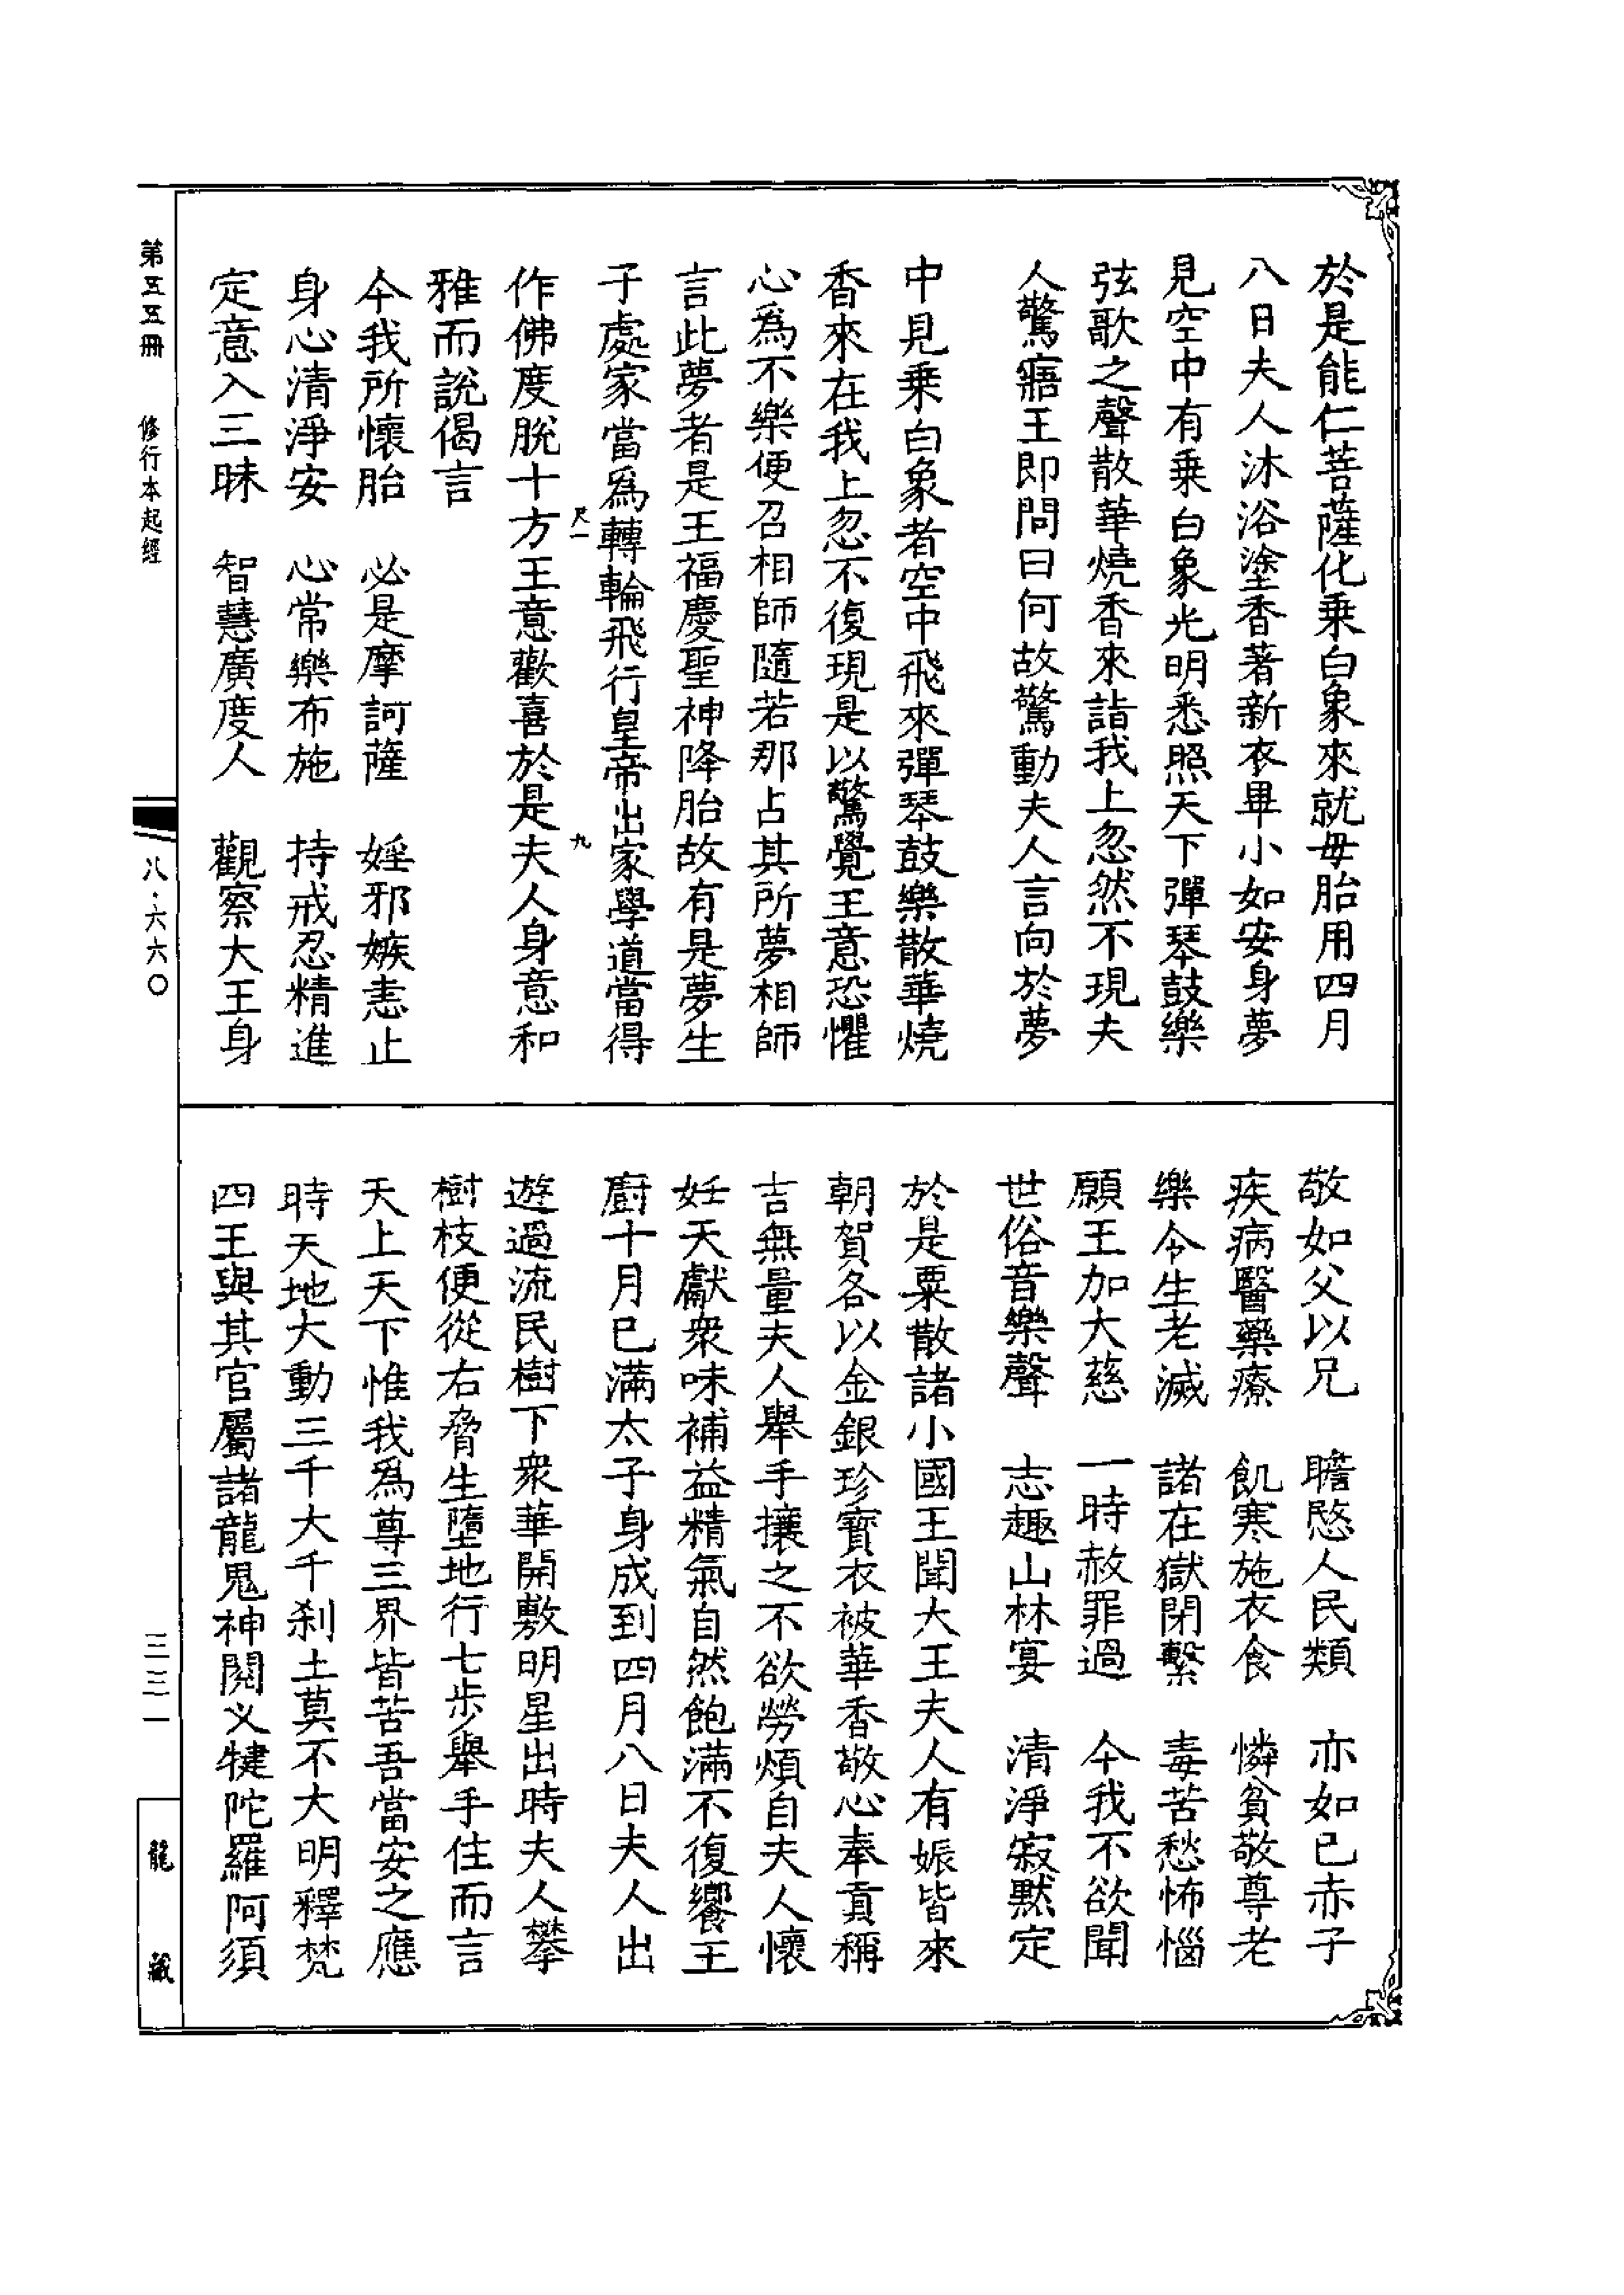 於是能仁菩薩化乗白象來就母胎用四月
八日夫人沐浴塗香著新衣畢小如安身夢
見空中有乗白象光明悉照天下彈琴鼓樂
弦歌之聲散華燒香來詣我上忽然不現夫
人驚寤王即問曰何故驚動夫人言向於夢
中見乗白象者空中飛來彈琴鼓樂散華燒
香來在我上忽不復現是以驚覺王意恐懼
心爲不樂便召相師隨若那占其所夢相師
言此夢者是王福慶聖神降胎故有是夢生
子處家當爲轉輪飛行皇帝出家學道當得
尺一 九
作佛度脫十方王意歡喜於是夫人身意和
雅而說偈言
今我所懷胎 必是摩訶薩 婬邪嫉恚止
身心清淨安 心常樂布施 持戒忍精進
定意入三昧 智慧廣度人 觀察大王身
敬如父以兄 瞻愍人民類 亦如已赤子
疾病醫藥療 飢寒施衣食 憐貧敬尊老
樂令生老滅 諸在獄閉繫 毒苦愁怖惱
願王加大慈 一時赦罪過 今我不欲聞
世俗音樂聲 志趣山林宴 清淨寂默定
於是粟散諸小國王聞大王夫人有娠皆來
朝賀各以金銀珍寳衣被華香敬心奉貢稱
吉無量夫人舉手攘之不欲勞煩自夫人懷
妊天獻衆味補益精氣自然飽滿不復饗王
廚十月已滿太子身成到四月八日夫人出
遊過流民樹下衆華開敷明星出時夫人攀
樹枝便從右脅生墮地行七步舉手住而言
天上天下惟我爲尊三界皆苦吾當安之應
時天地大動三千大千刹土莫不大明釋梵
四王與其官屬諸龍鬼神閱义犍陀羅阿須
第五五冊 修行本起經
八·六六〇
三三一
龍藏